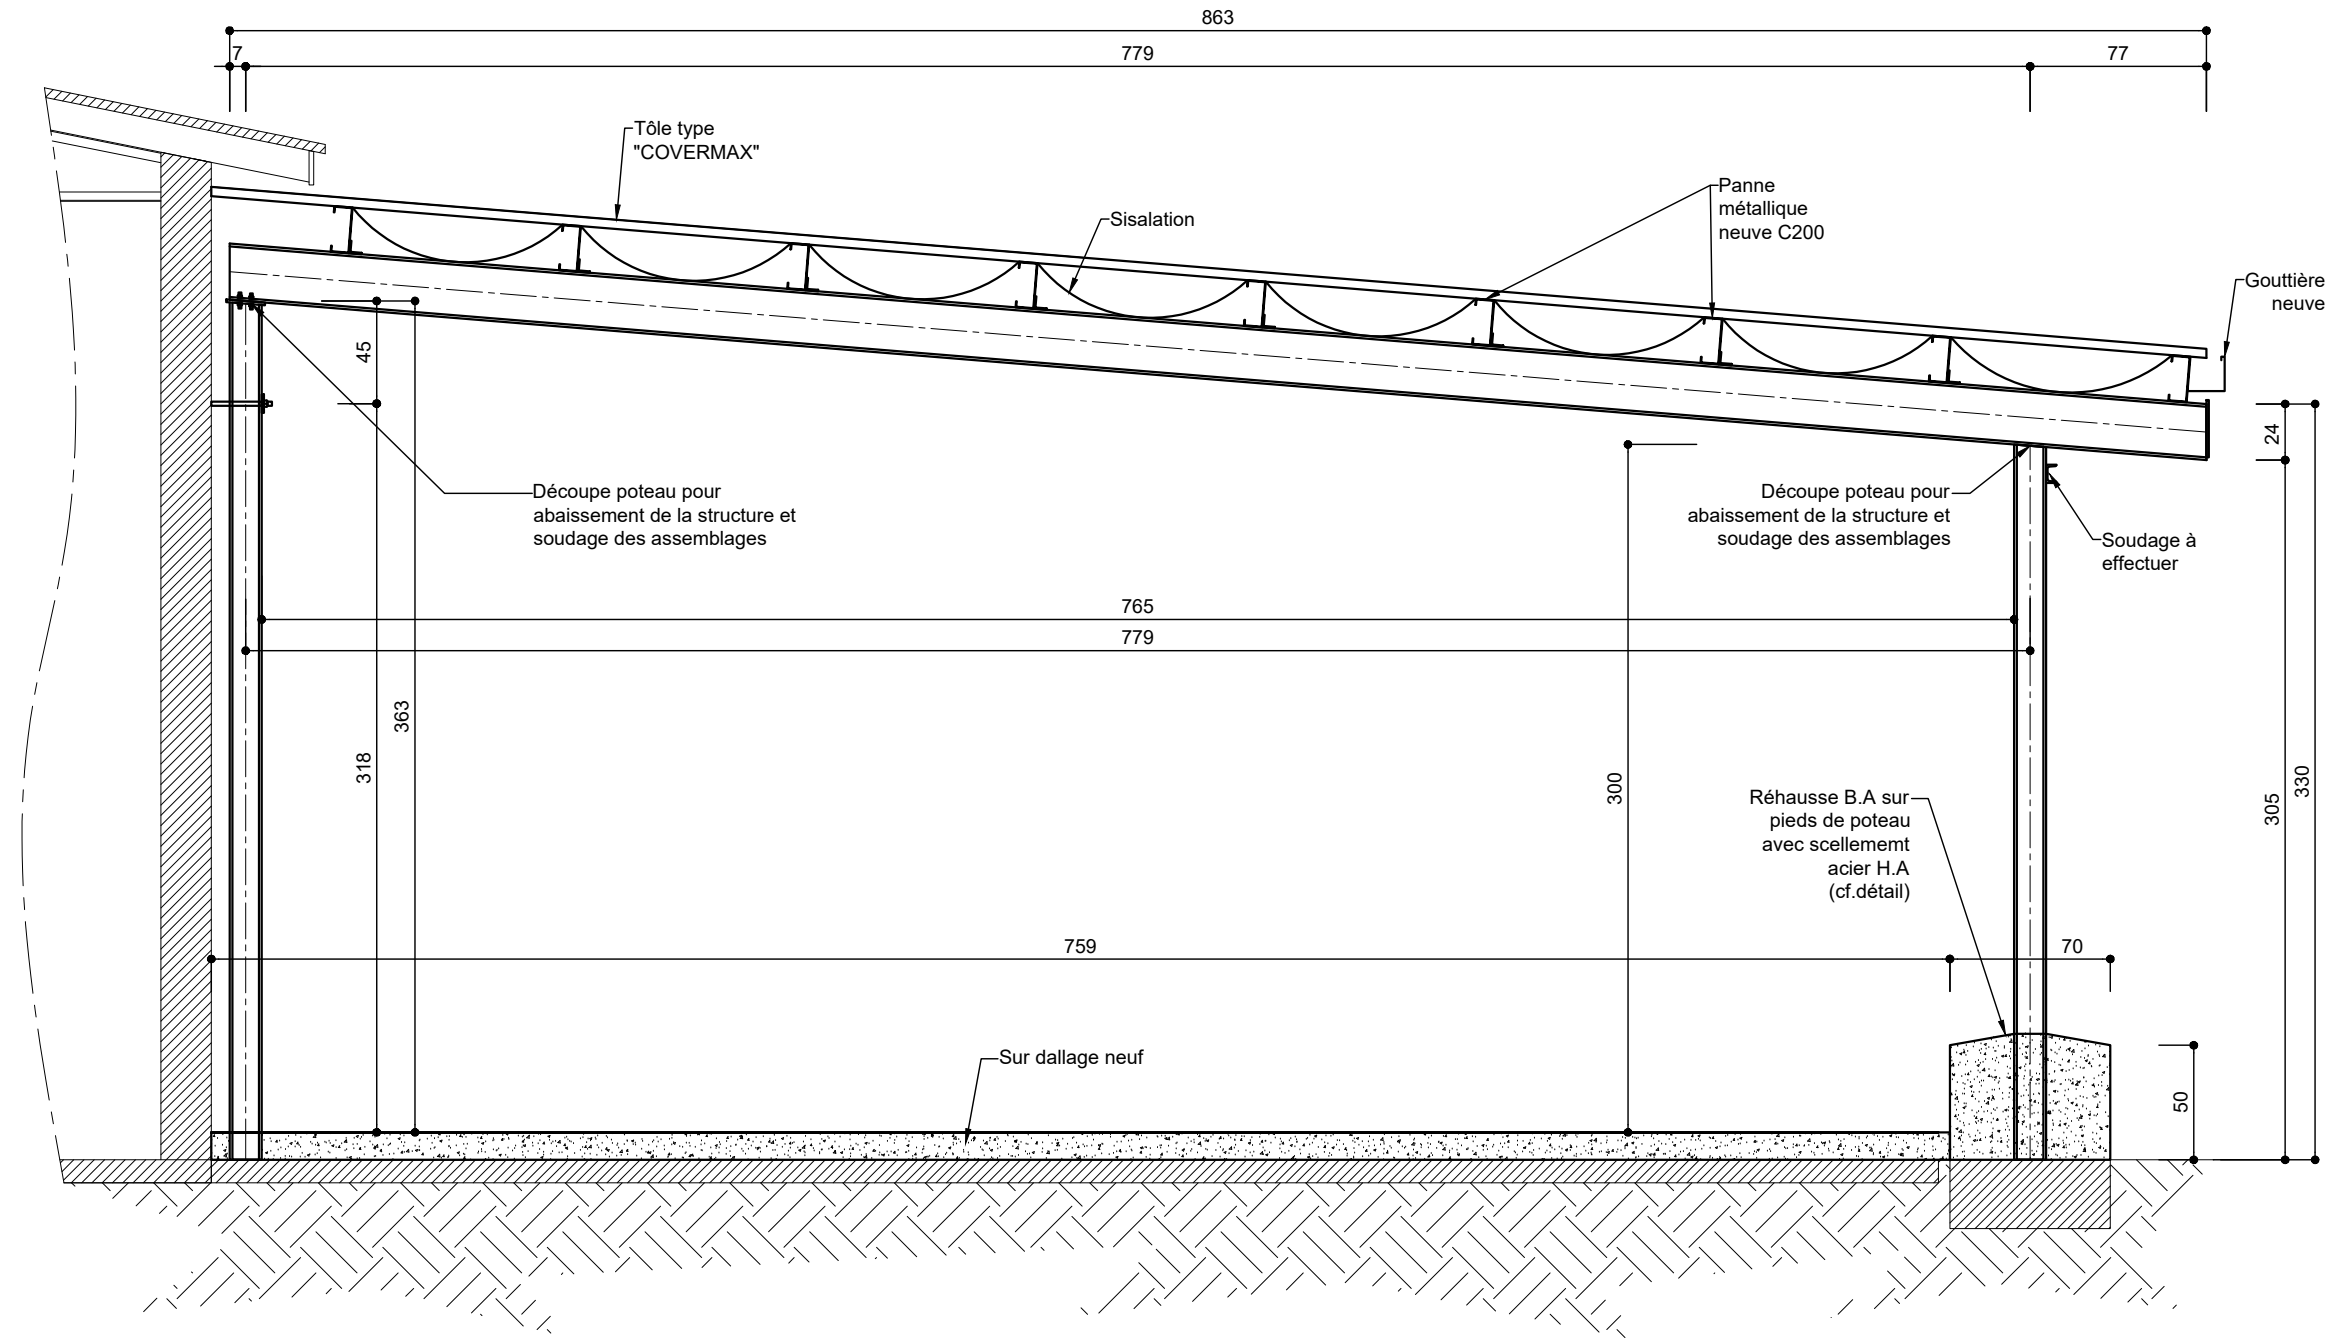 863
7
779
77
Tôle type
"COVERMAX"
Panne
métallique
neuve C200
Sisalation
Gouttière
neuve
45
24
Découpe poteau pour
abaissement de la structure et
soudage des assemblages
Découpe poteau pour
abaissement de la structure et
soudage des assemblages
Soudage à
effectuer
765
779
363
318
300
305
330
Réhausse B.A sur
pieds de poteau
avec scellememt
acier H.A
(cf.détail)
759
70
Sur dallage neuf
50